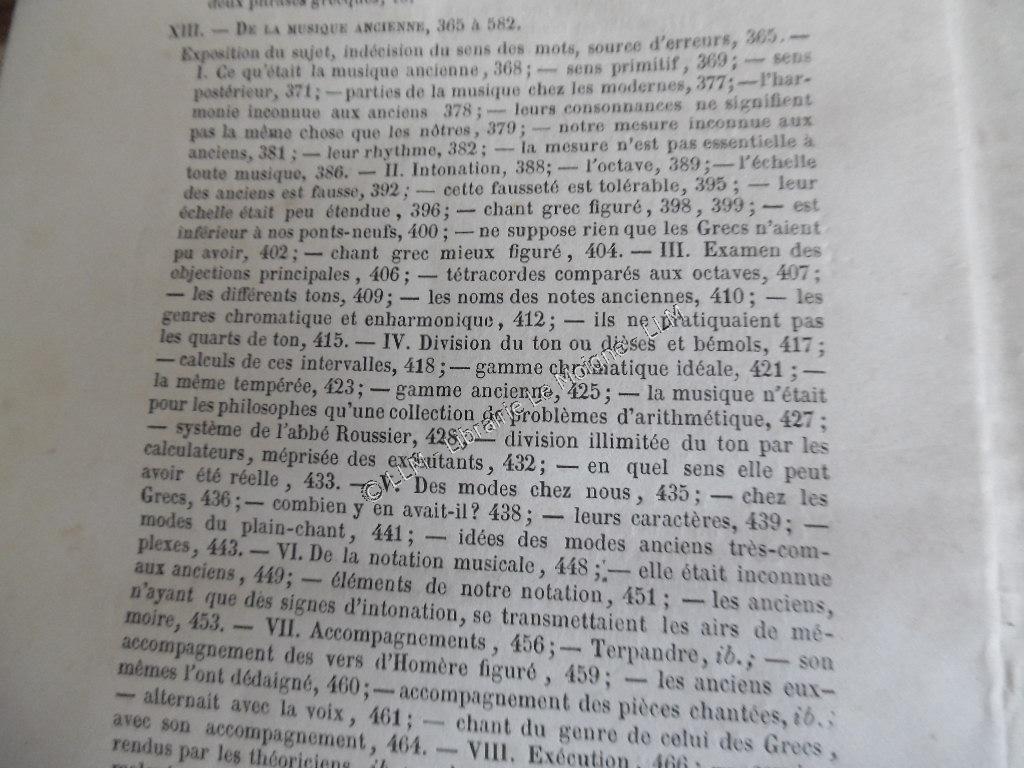 deux phrases grecques,
XIII. — DE LA MUSIQUE ANCIENNE, 365 à 582.
Exposition du sujet, indécision du sens des mots, source d'erreurs, 365. —
I. Ce qu'était la musique ancienne, 368; — sens primitif, 369; — sens
postérieur, 371; — parties de la musique chez les modernes, 377; — l'har-
monie inconnue aux anciens 378; — leurs consonnances ne signifient
pas la même chose que les nôtres, 379; — notre mesure inconnue aux
anciens, 381; — leur rhythme, 382; — la mesure n'est pas essentielle à
toute musique, 386. — II. Intonation, 388; — l'octave, 389; — l'échelle
des anciens est fausse, 392; — cette fausseté est tolérable, 395; — leur
échelle était peu étendue, 396; — chant grec figuré, 398, 399; — est
inférieur à nos ponts-neufs, 400; — ne suppose rien que les Grecs n'aient
pu avoir, 402; — chant grec mieux figuré, 404. — III. Examen des
objections principales, 406; — tétracordes comparés aux octaves, 407;
— les différents tons, 409; — les noms des notes anciennes, 410; — les
genres chromatique et enharmonique, 412; — ils ne pratiquaient pas
les quarts de ton, 415. — IV. Division du ton ou dièses et bémols, 417;
— calculs de ces intervalles, 418; — gamme chromatique idéale, 421; —
la même tempérée, 423; — gamme ancienne, 425; — la musique n'était
pour les philosophes qu'une collection de problèmes d'arithmétique, 427;
— système de l'abbé Roussier, 428; — division illimitée du ton par les
calculateurs, méprisée des exécutants, 432; — en quel sens elle peut
avoir été réelle, 433. — V. Des modes chez nous, 435; — chez les
Grecs, 436; — combien y en avait-il? 438; — leurs caractères, 439; —
modes du plain-chant, 441; — idées des modes anciens très-com-
plexes, 443. — VI. De la notation musicale, 448; — elle était inconnue
aux anciens, 449; — éléments de notre notation, 451; — les anciens,
n'ayant que des signes d'intonation, se transmettaient les airs de mé-
moire, 453. — VII. Accompagnements, 456; — Terpandre, ib.; — son
accompagnement des vers d'Homère figuré, 459; — les anciens eux-
mêmes l'ont dédaigné, 460; — accompagnement des pièces chantées, ib.;
— alternait avec la voix, 461; — chant du genre de celui des Grecs,
avec son accompagnement, 464. — VIII. Exécution, 466;
rendus par les théoriciens, ib.
© LLM - Librairie Le Moigne - LLM